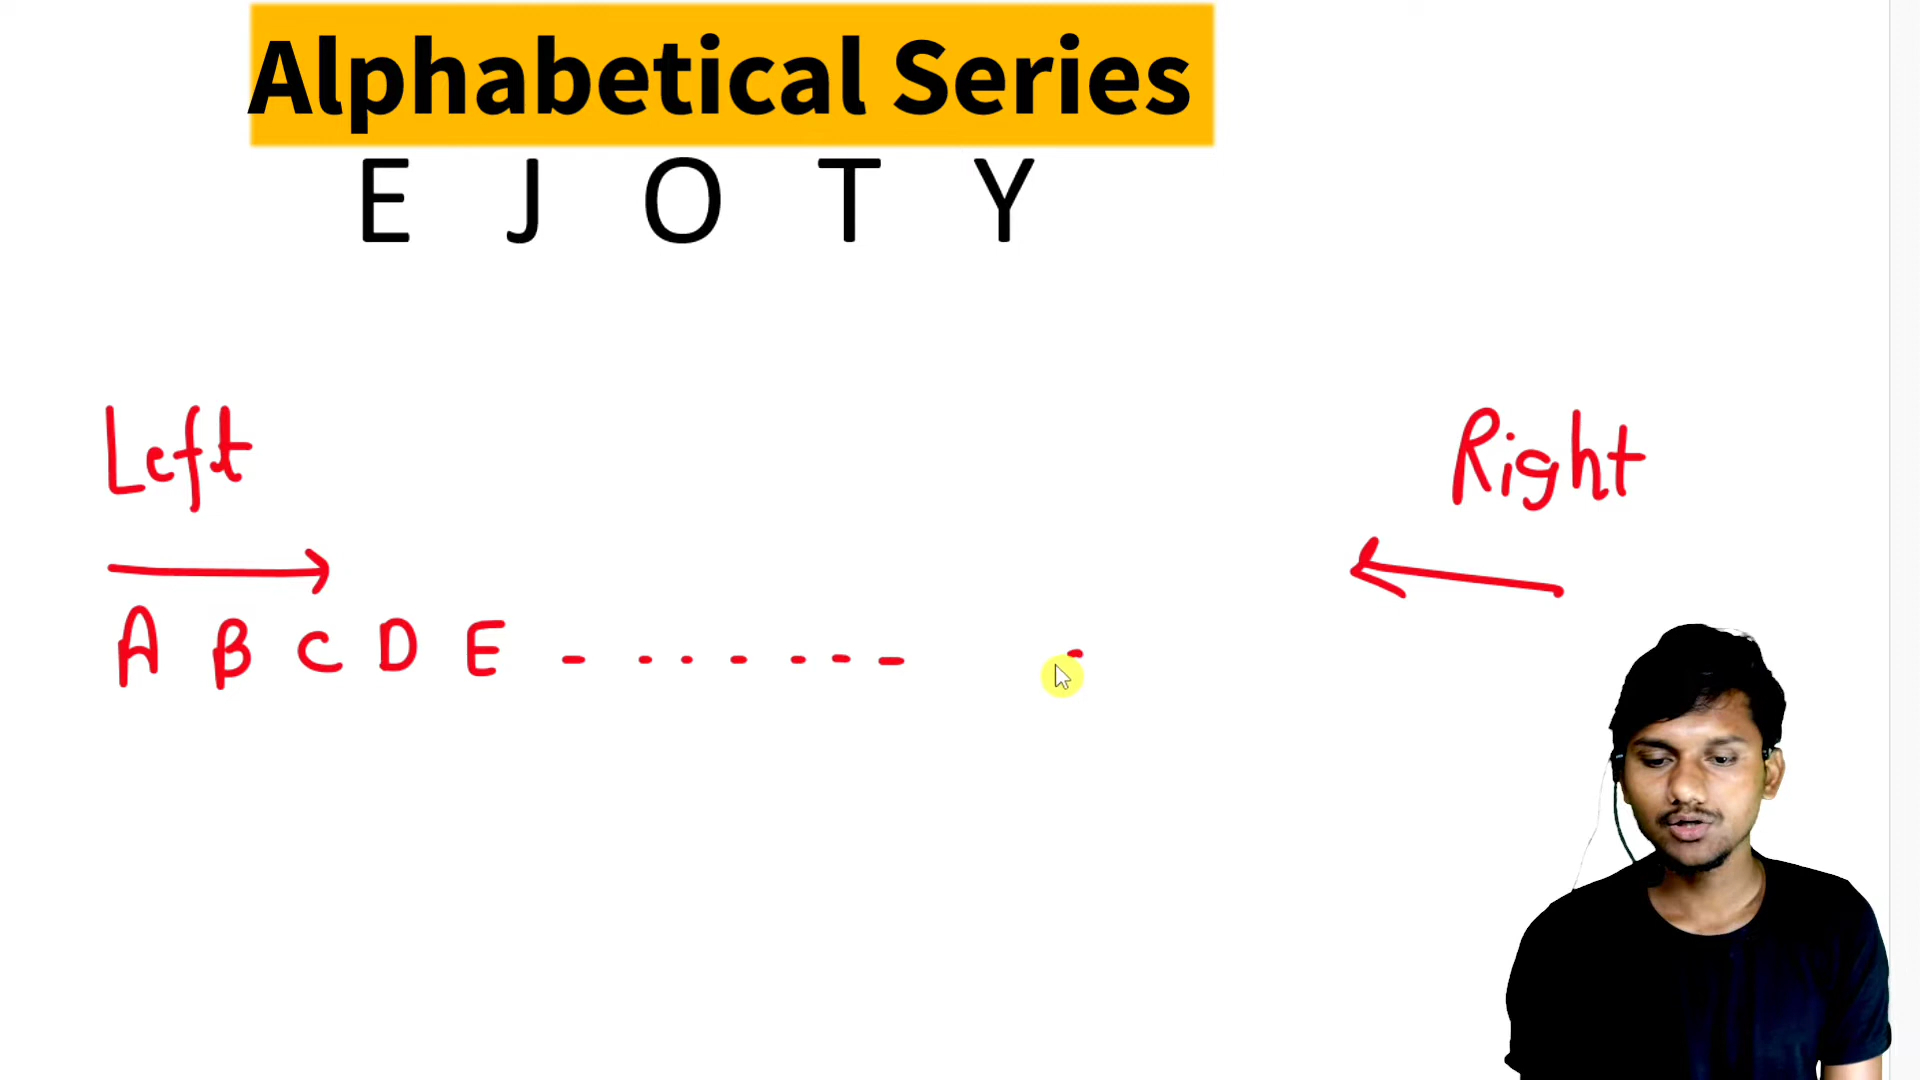 Alphabetical Series
E J O T Y
Left
Right
A B C D E - - - - - - - -